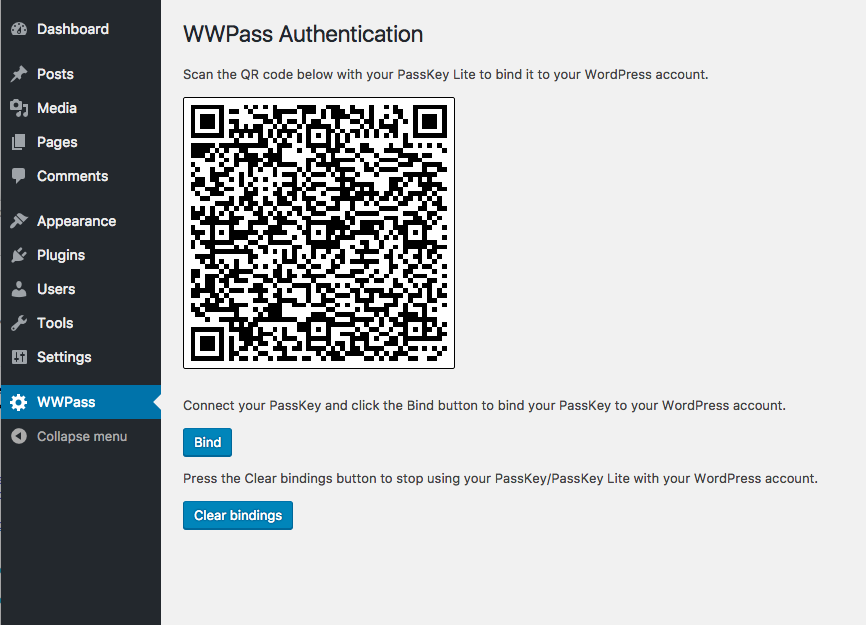 Dashboard
Posts
Media
Pages
Comments
Appearance
Plugins
Users
Tools
Settings
WWPass
Collapse menu
WWPass Authentication
Scan the QR code below with your PassKey Lite to bind it to your WordPress account.
Connect your PassKey and click the Bind button to bind your PassKey to your WordPress account.
Bind
Press the Clear bindings button to stop using your PassKey/PassKey Lite with your WordPress account.
Clear bindings